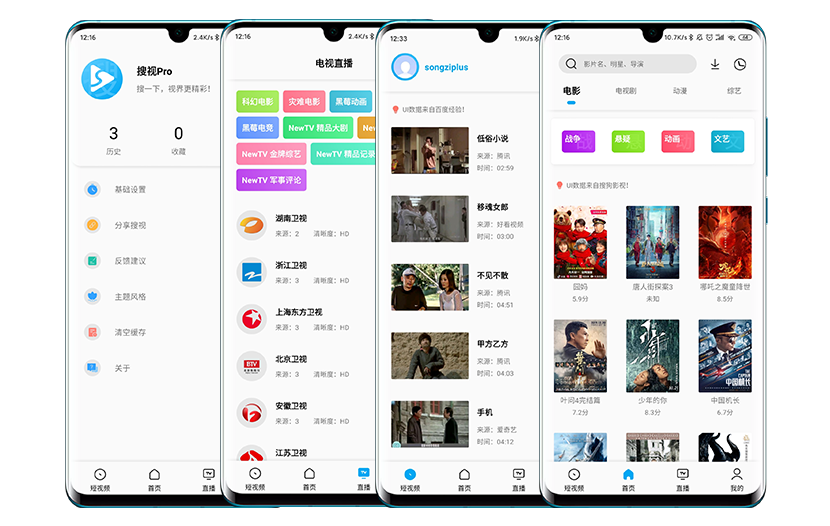 12:16
2.4K/s
搜视Pro
搜一下，视界更精彩！
3
0
历史
收藏
基础设置
分享搜视
反馈建议
主题风格
清空缓存
关于
短视频
首页
直播
12:16
2.4K/s
电视直播
科幻电影
灾难电影
黑莓动画
黑莓电竞
NewTV 精品大剧
New
NewTV 金牌综艺
NewTV 精品记录
NewTV 军事评论
湖南卫视
来源：2 清晰度：HD
浙江卫视
来源：3 清晰度：HD
上海东方卫视
来源：3 清晰度：HD
BTV
北京卫视
来源：3 清晰度：HD
安徽卫视
来源：3 清晰度：HD
江苏卫视
短视频
首页
直播
12:33
1.9K/s
songziplus
UI数据来自百度经验！
低俗小说
来源：腾讯
时间：02:59
移魂女郎
来源：好看视频
时间：03:00
不见不散
来源：腾讯
时间：04:51
甲方乙方
来源：腾讯
时间：04:03
手机
来源：爱奇艺
时间：04:12
短视频
首页
直播
12:16
10.7K/s
68
影片名、明星、导演
电影
电视剧
动漫
综艺
战争
悬疑
动画
文艺
UI数据来自搜狗影视！
囧妈
5.9分
唐人街探案3
未知
哪吒之魔童降世
8.5分
中国机长
叶问4完结篇
7.2分
少年的你
8.3分
中国机长
6.7分
短视频
首页
直播
我的